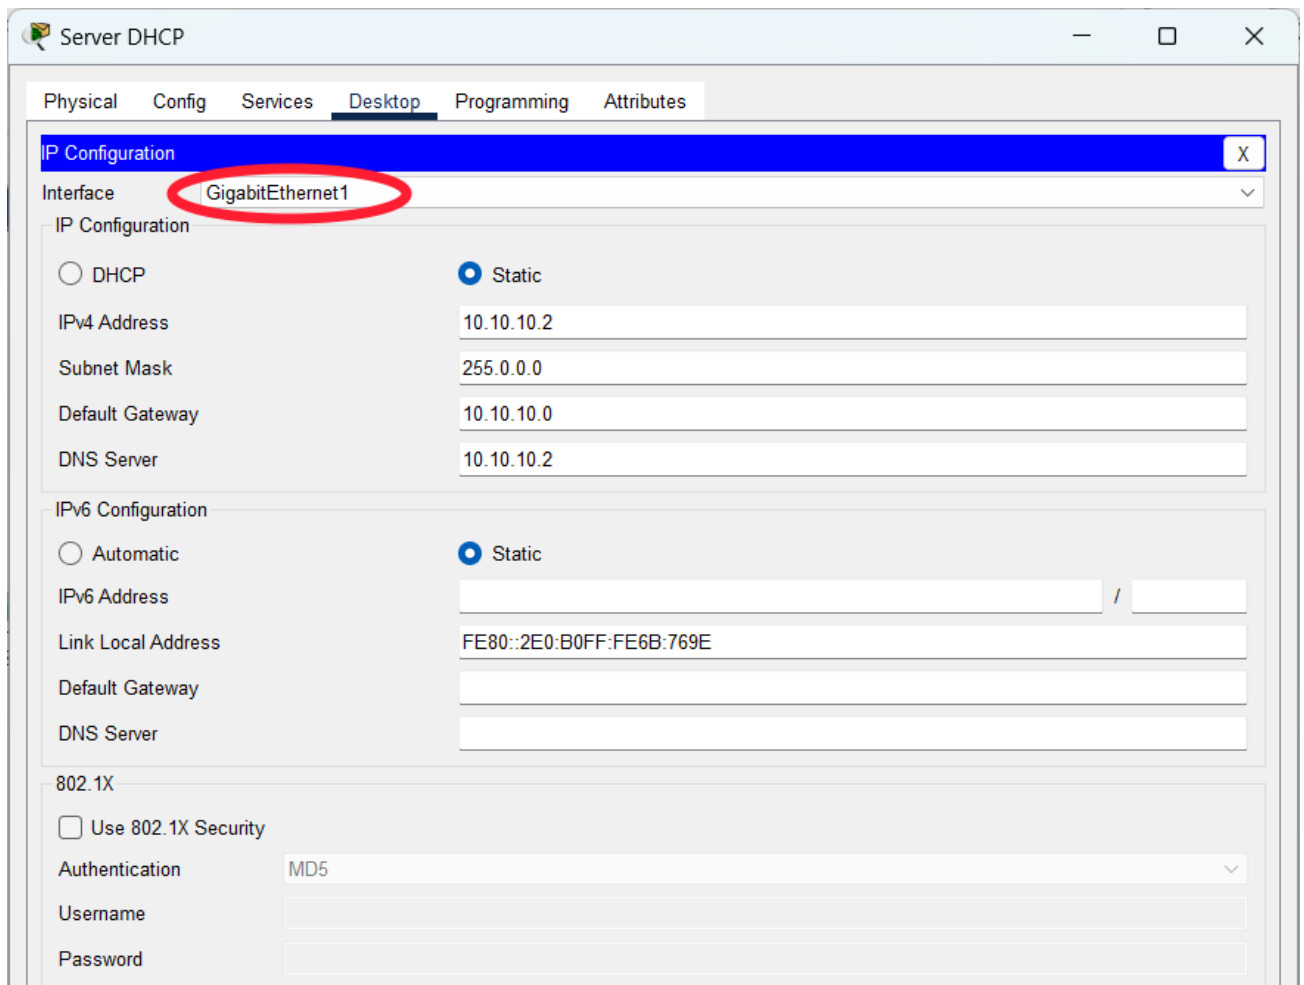 Server DHCP
Physical Config Services Desktop Programming Attributes
IP Configuration X
Interface GigabitEthernet1
IP Configuration
DHCP Static
IPv4 Address 10.10.10.2
Subnet Mask 255.0.0.0
Default Gateway 10.10.10.0
DNS Server 10.10.10.2
IPv6 Configuration
Automatic Static
IPv6 Address /
Link Local Address FE80::2E0:B0FF:FE6B:769E
Default Gateway
DNS Server
802.1X
Use 802.1X Security
Authentication MD5
Username
Password